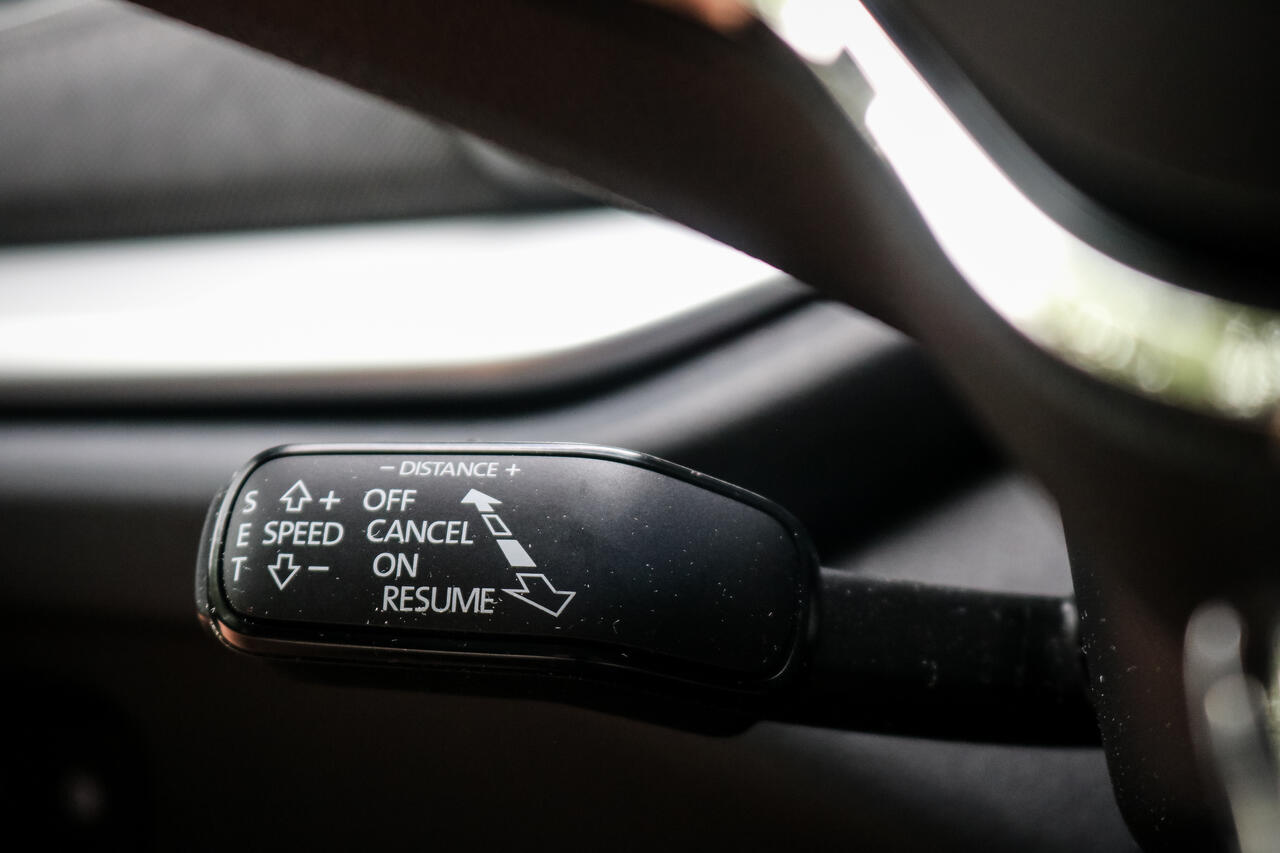 − DISTANCE +
S + OFF
E SPEED CANCEL
T − ON
RESUME